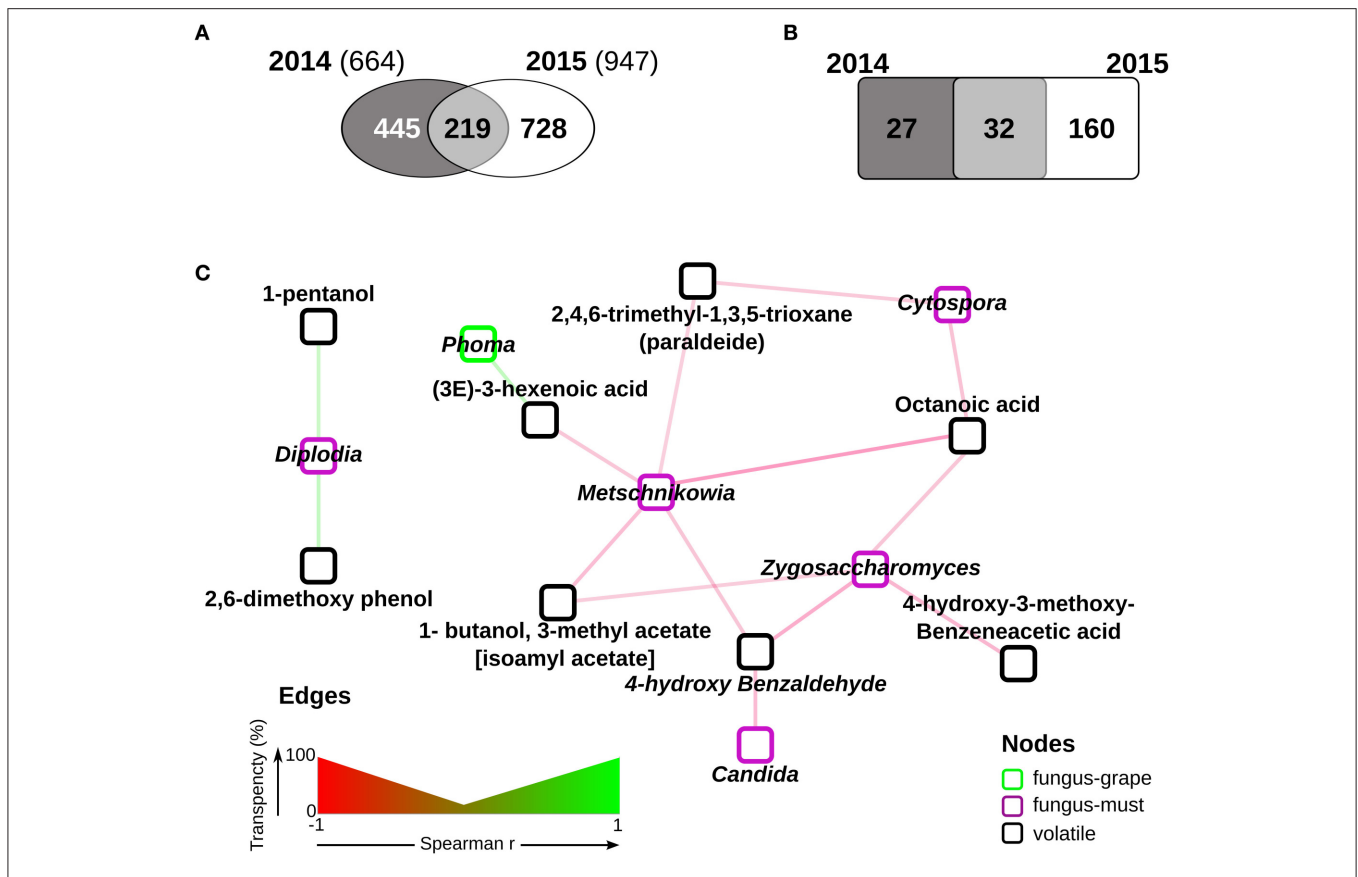 A
B
2014 (664)
2015 (947)
2014
2015
445
219
728
27
32
160
C
1-pentanol
Cytospora
2,4,6-trimethyl-1,3,5-trioxane
(paraldeide)
Phoma
(3E)-3-hexenoic acid
Octanoic acid
Diplodia
Metschnikowia
Zygosaccharomyces
2,6-dimethoxy phenol
4-hydroxy-3-methoxy-
Benzeneacetic acid
1- butanol, 3-methyl acetate
[isoamyl acetate]
4-hydroxy Benzaldehyde
Candida
Edges
Transpency (%)
100
0
-1
1
Spearman r
Nodes
fungus-grape
fungus-must
volatile